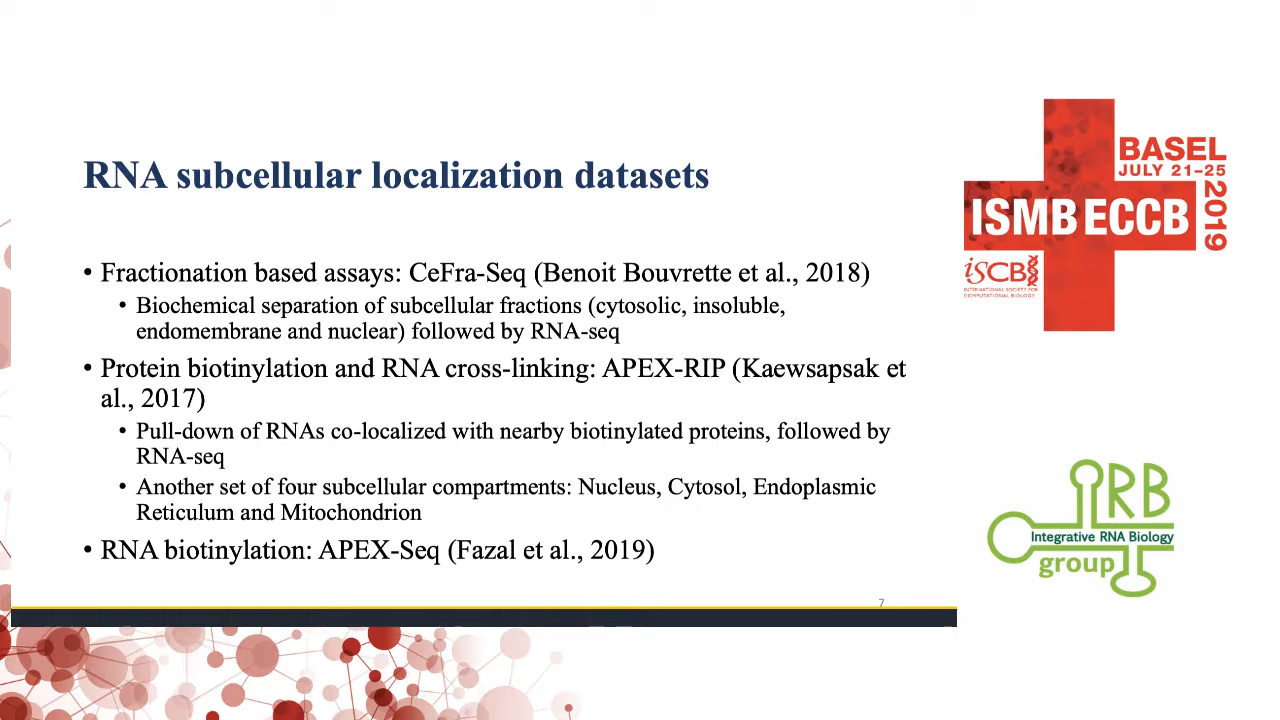 RNA subcellular localization datasets
• Fractionation based assays: CeFra-Seq (Benoit Bouvrette et al., 2018)
• Biochemical separation of subcellular fractions (cytosolic, insoluble,
endomembrane and nuclear) followed by RNA-seq
• Protein biotinylation and RNA cross-linking: APEX-RIP (Kaewsapsak et
al., 2017)
• Pull-down of RNAs co-localized with nearby biotinylated proteins, followed by
RNA-seq
• Another set of four subcellular compartments: Nucleus, Cytosol, Endoplasmic
Reticulum and Mitochondrion
• RNA biotinylation: APEX-Seq (Fazal et al., 2019)
7
BASEL
JULY 21–25
2019
ISMB ECCB
iSCB
INTERNATIONAL SOCIETY FOR
COMPUTATIONAL BIOLOGY
IRB
Integrative RNA Biology
group